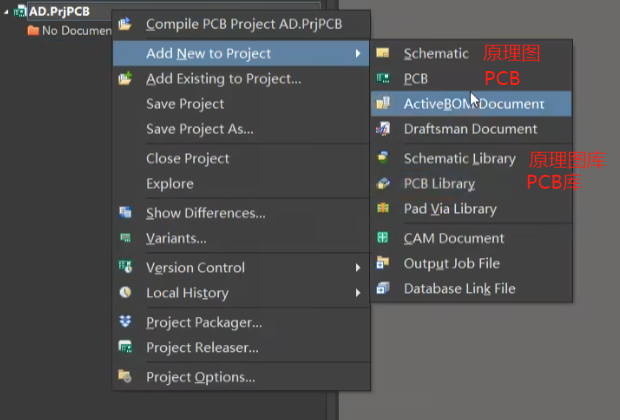 AD.PrjPCB
No Documen
Compile PCB Project AD.PrjPCB
Add New to Project
Add Existing to Project...
Save Project
Save Project As...
Close Project
Explore
Show Differences...
Variants...
Version Control
Local History
Project Packager...
Project Releaser...
Project Options...
Schematic 原理图
PCB PCB
ActiveBOM Document
Draftsman Document
Schematic Library 原理图库
PCB Library PCB库
Pad Via Library
CAM Document
Output Job File
Database Link File